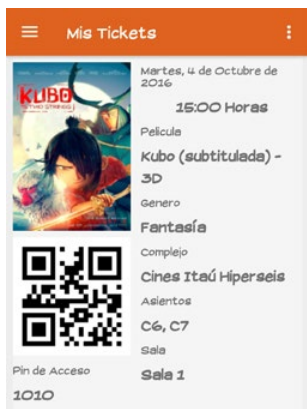 Mis Tickets
KUBO
Martes, 4 de Octubre de
2016
15:00 Horas
Pelicula
Kubo (subtitulada) -
3D
Genero
Fantasía
Complejo
Cines Itaú Hiperseis
Asientos
C6, C7
Sala
Sala 1
Pin de Acceso
1010